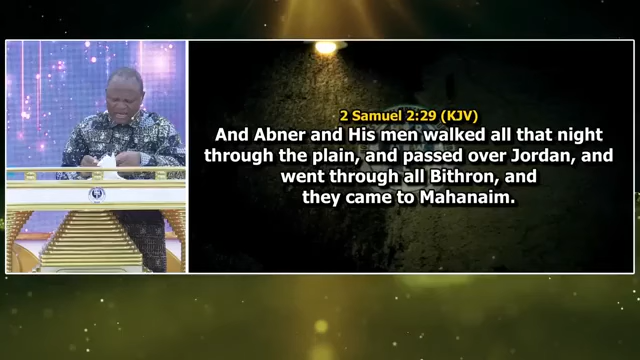 2 Samuel 2:29 (KJV)
And Abner and His men walked all that night
through the plain, and passed over Jordan, and
went through all Bithron, and
they came to Mahanaim.